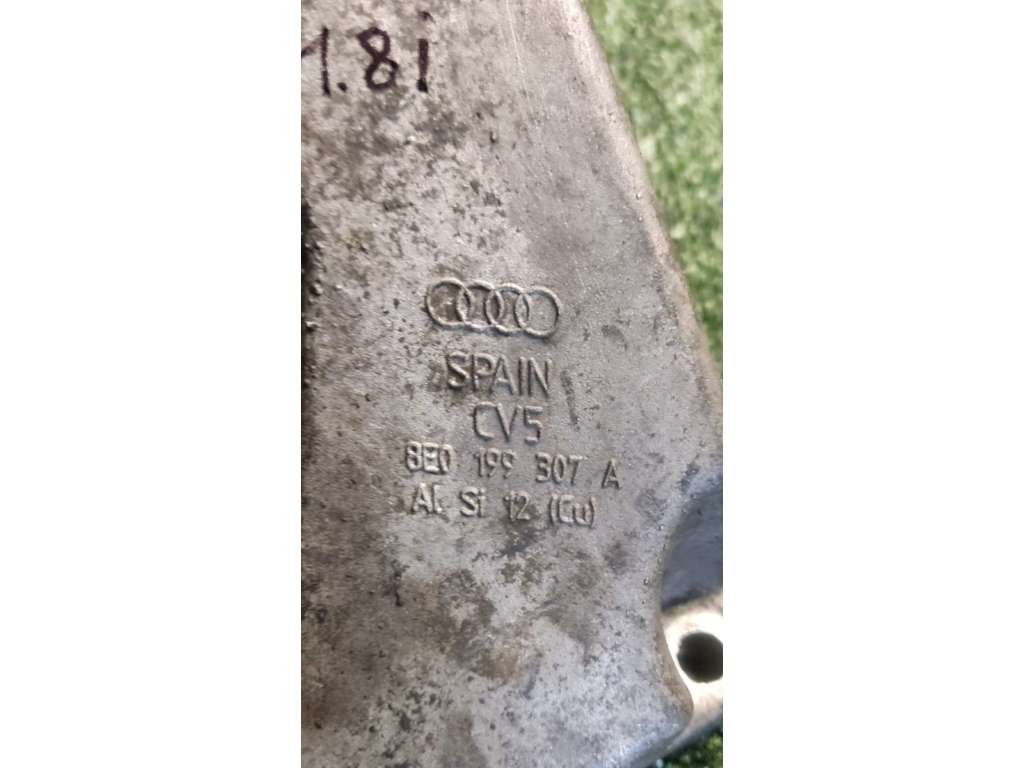 1.8i
SPAIN
CV5
8E0 199 307 A
AL Si 12 (Cu)